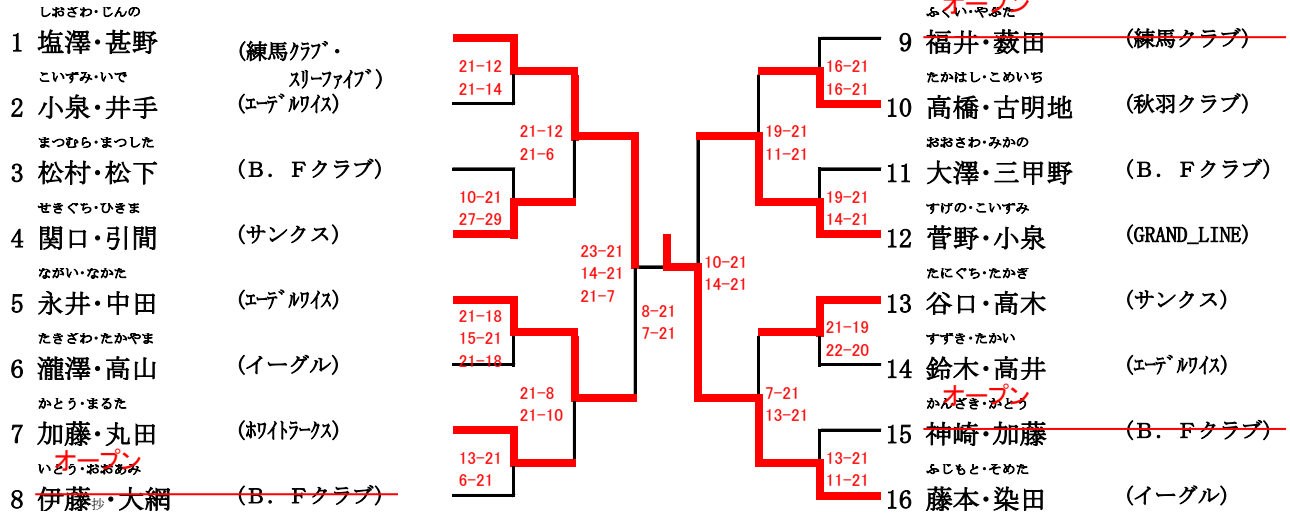 しおざわ・じんの
1 塩澤・甚野 (練馬クラブ・
スリーファイブ)
21-12
21-14
こいずみ・いで
2 小泉・井手 (エーデルワイス)
21-12
21-6
まつむら・まつした
3 松村・松下 (B.Fクラブ)
10-21
27-29
せきぐち・ひきま
4 関口・引間 (サンクス)
23-21
14-21
21-7
ながい・なかた
5 永井・中田 (エーデルワイス)
21-18
15-21
21-18
たきざわ・たかやま
6 瀧澤・高山 (イーグル)
21-8
21-10
かとう・まるた
7 加藤・丸田 (ホワイトラークス)
13-21
6-21
オープン
いとう・おおあみ
8 伊藤抄・大網 (B.Fクラブ)
8-21
7-21
オープン
ふくい・やぶた
9 福井・薮田 (練馬クラブ)
16-21
16-21
たかはし・こめいち
10 高橋・古明地 (秋羽クラブ)
19-21
11-21
おおさわ・みかの
11 大澤・三甲野 (B.Fクラブ)
19-21
14-21
すげの・こいずみ
12 菅野・小泉 (GRAND_LINE)
10-21
14-21
たにぐち・たかぎ
13 谷口・高木 (サンクス)
21-19
22-20
すずき・たかい
14 鈴木・高井 (エーデルワイス)
7-21
13-21
オープン
かんざき・かとう
15 神崎・加藤 (B.Fクラブ)
13-21
11-21
ふじもと・そめた
16 藤本・染田 (イーグル)